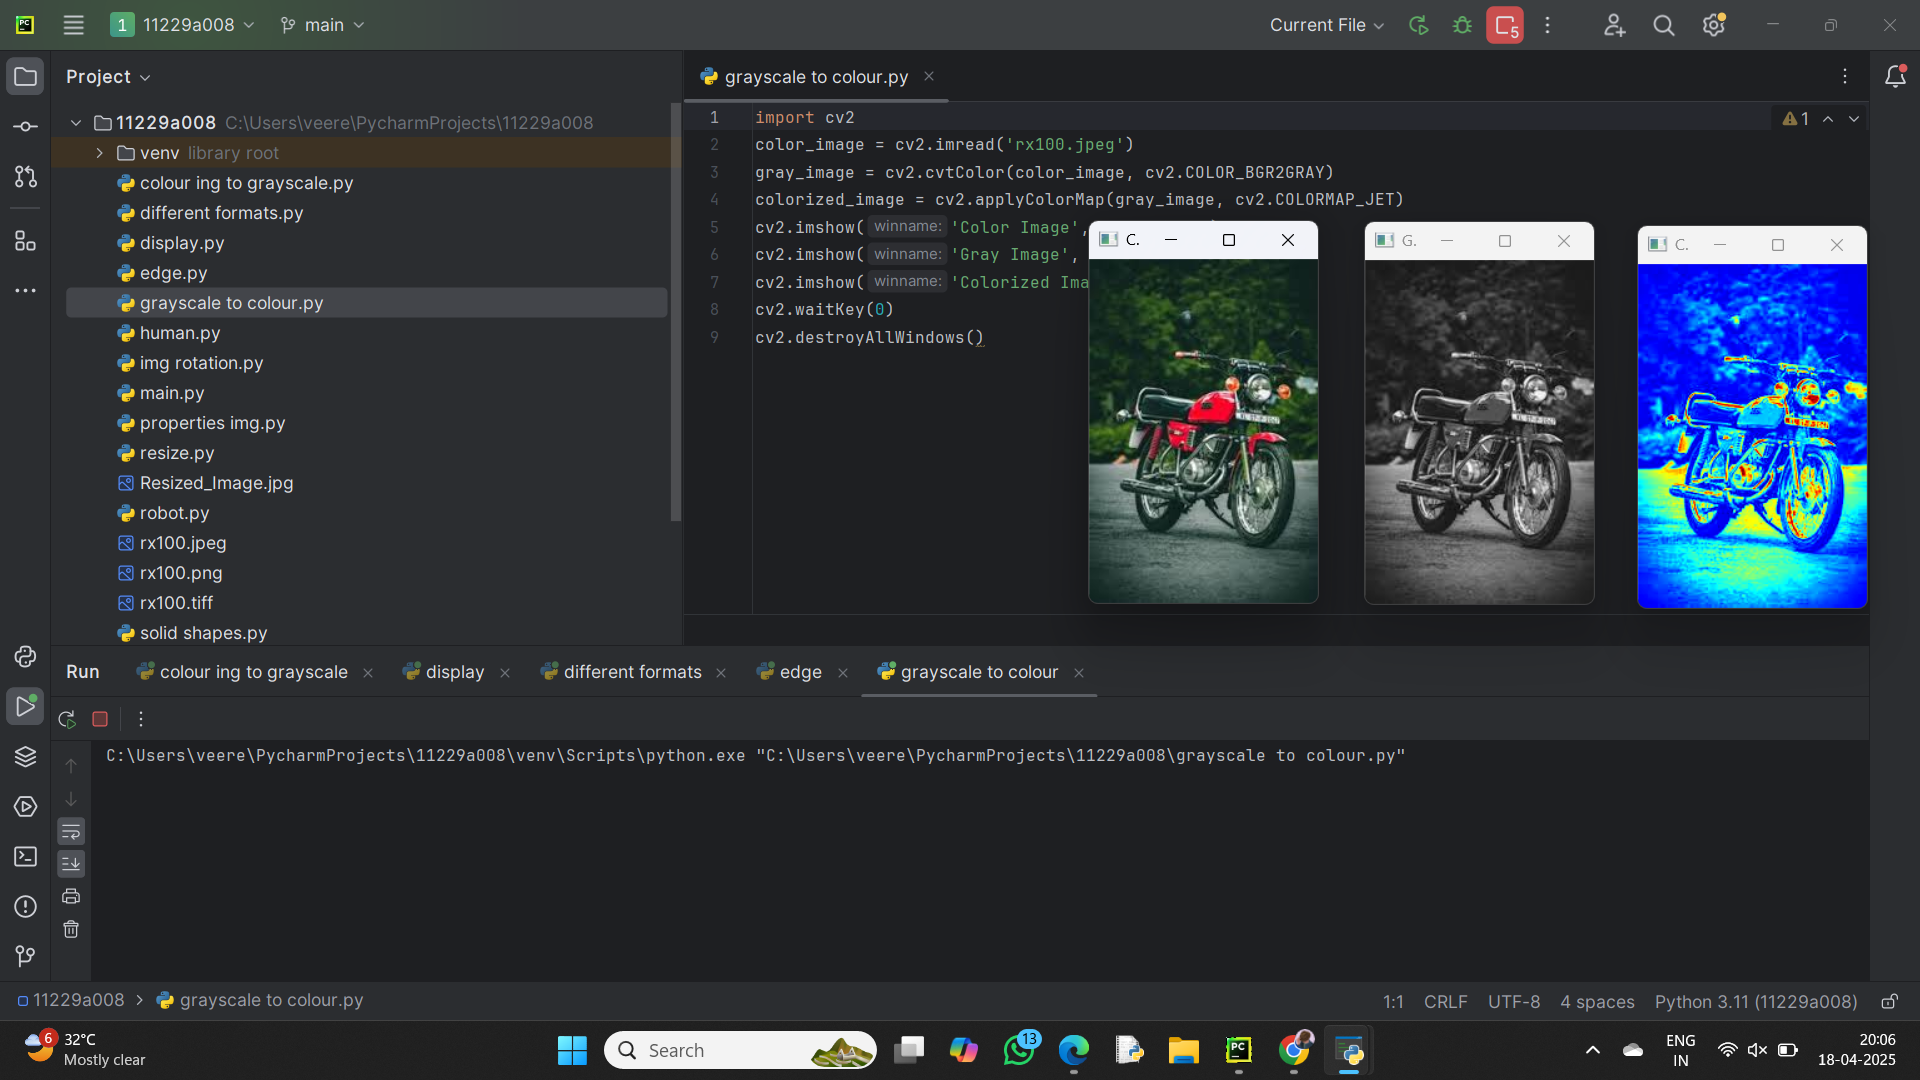 PC
1 11229a008
main
Current File
5
Project
11229a008 C:\Users\veere\PycharmProjects\11229a008
venv library root
colour ing to grayscale.py
different formats.py
display.py
edge.py
grayscale to colour.py
human.py
img rotation.py
main.py
properties img.py
resize.py
Resized_Image.jpg
robot.py
rx100.jpeg
rx100.png
rx100.tiff
solid shapes.py
grayscale to colour.py
1 import cv2
2 color_image = cv2.imread('rx100.jpeg')
3 gray_image = cv2.cvtColor(color_image, cv2.COLOR_BGR2GRAY)
4 colorized_image = cv2.applyColorMap(gray_image, cv2.COLORMAP_JET)
5 cv2.imshow( winname: 'Color Image',
6 cv2.imshow( winname: 'Gray Image',
7 cv2.imshow( winname: 'Colorized Ima
8 cv2.waitKey(0)
9 cv2.destroyAllWindows()
1
C.
G.
C.
Run
colour ing to grayscale
display
different formats
edge
grayscale to colour
C:\Users\veere\PycharmProjects\11229a008\venv\Scripts\python.exe "C:\Users\veere\PycharmProjects\11229a008\grayscale to colour.py"
11229a008 > grayscale to colour.py
1:1 CRLF UTF-8 4 spaces Python 3.11 (11229a008)
6
32°C
Mostly clear
Search
13
PC
ENG
IN
20:06
18-04-2025